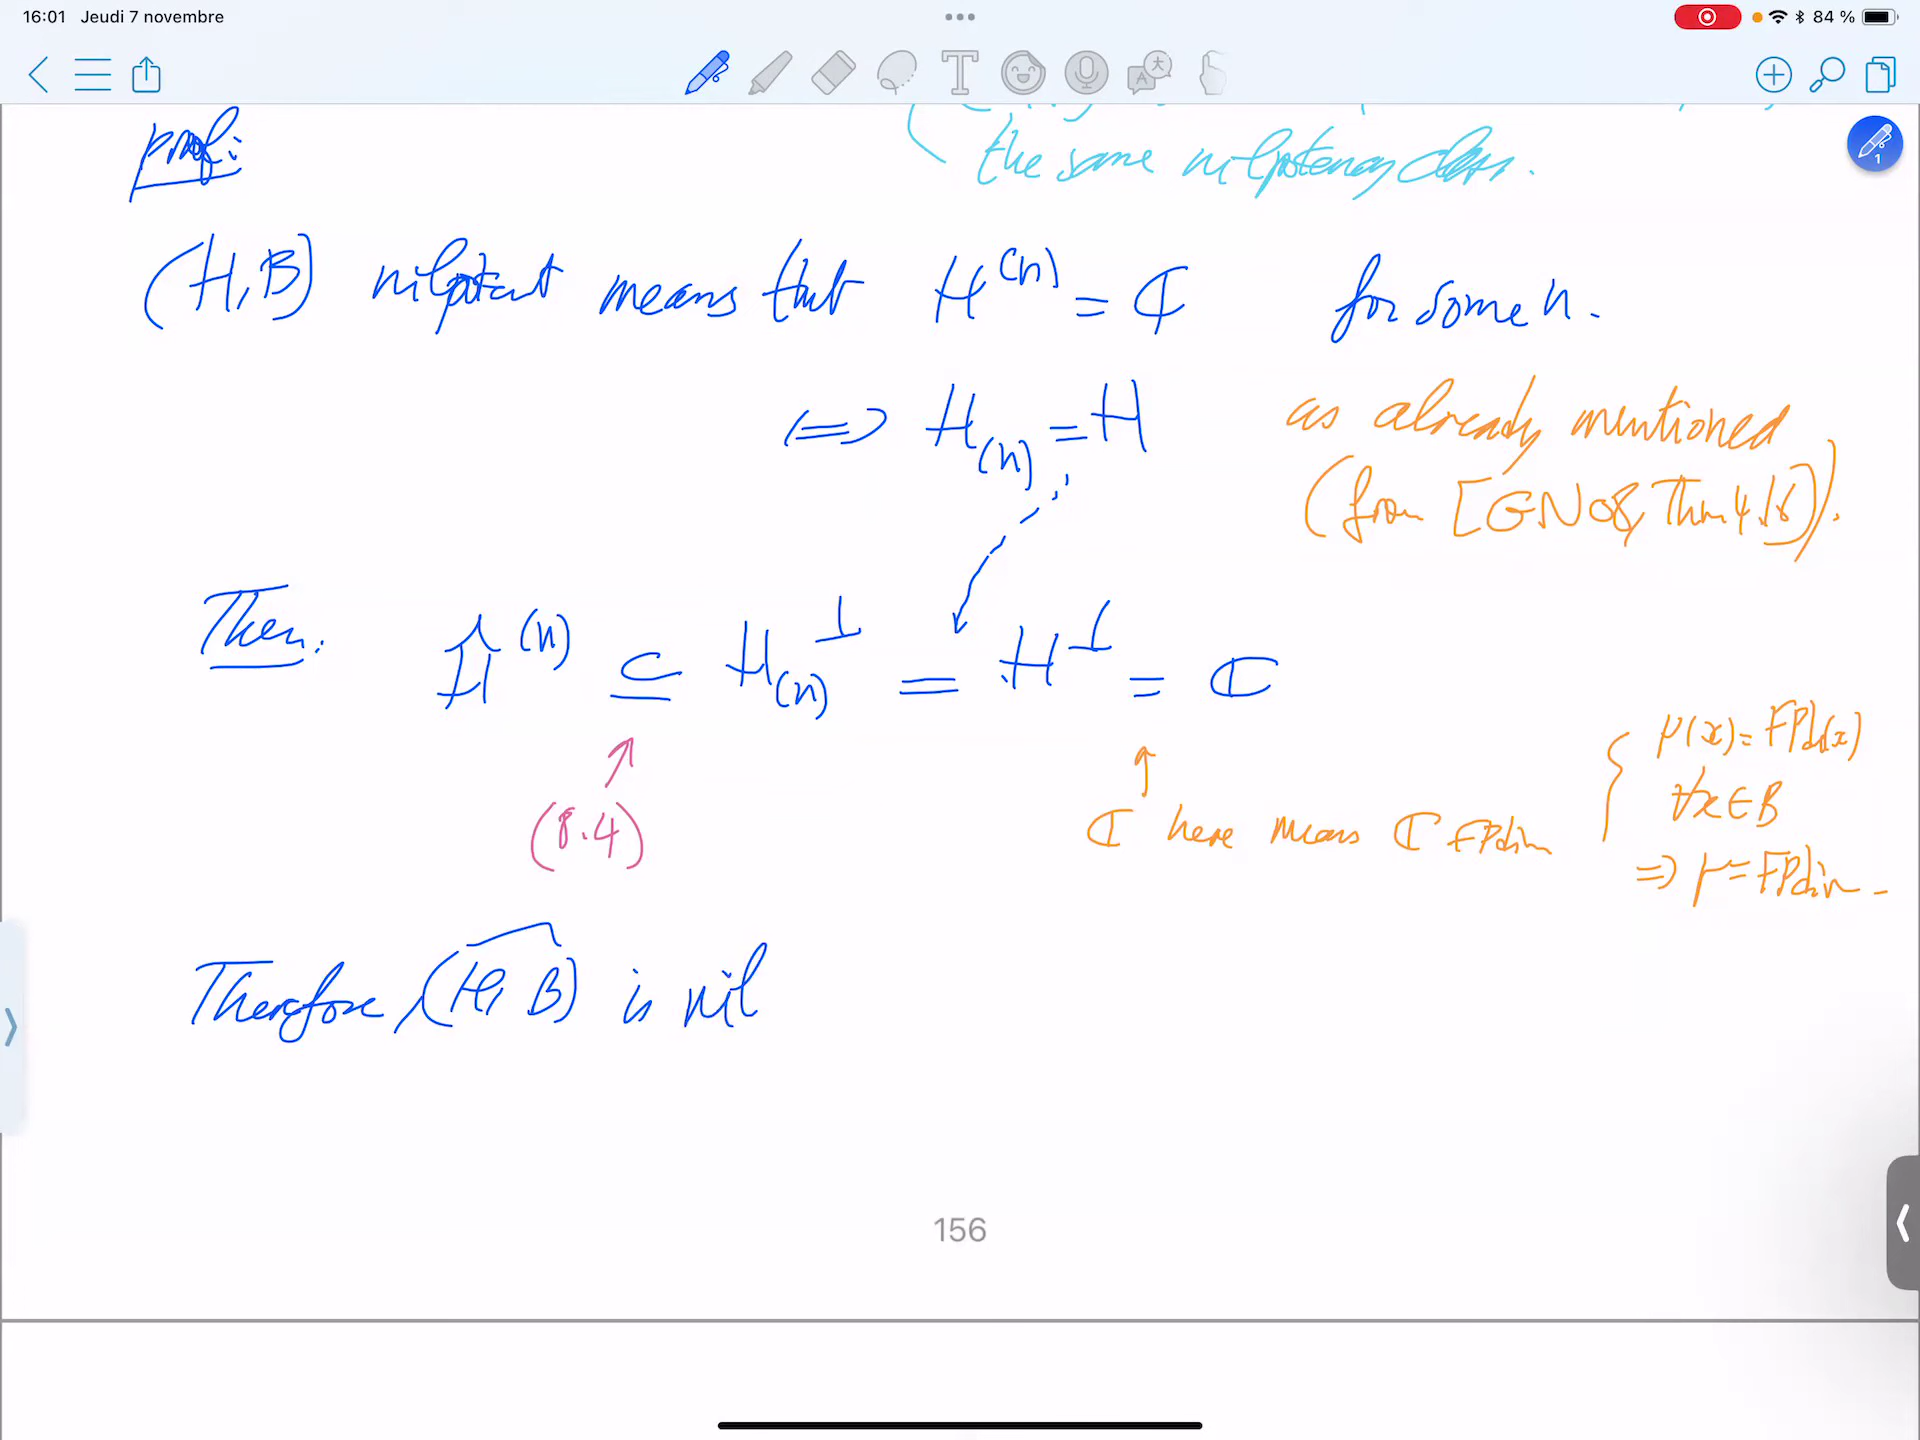 16:01 Jeudi 7 novembre
84 %
the same nilpotency class.
proof:
(H,B) nilpotent means that H^(n) = ℂ for some n.
⟺ H_(n) = H as already mentioned
(from [GN08, Thm 4.16]).
Then: Ĥ^(n) ⊆ H_(n)^⊥ = H^⊥ = ℂ
(8.4)
ℂ here means ℂ FPdim
{ μ(x) = FPdim(x)
∀x ∈ B
⟹ μ = FPdim.
Therefore, (H, B)^ is nil
156